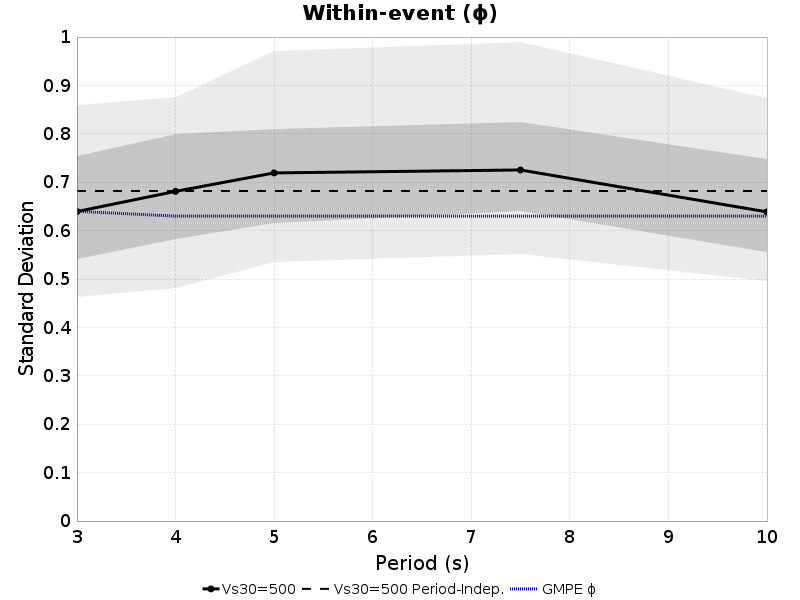 Within-event (ϕ)
1
0.9
0.8
0.7
0.6
0.5
0.4
0.3
0.2
0.1
0
Standard Deviation
3 4 5 6 7 8 9 10
Period (s)
Vs30=500 Vs30=500 Period-Indep. GMPE ϕ